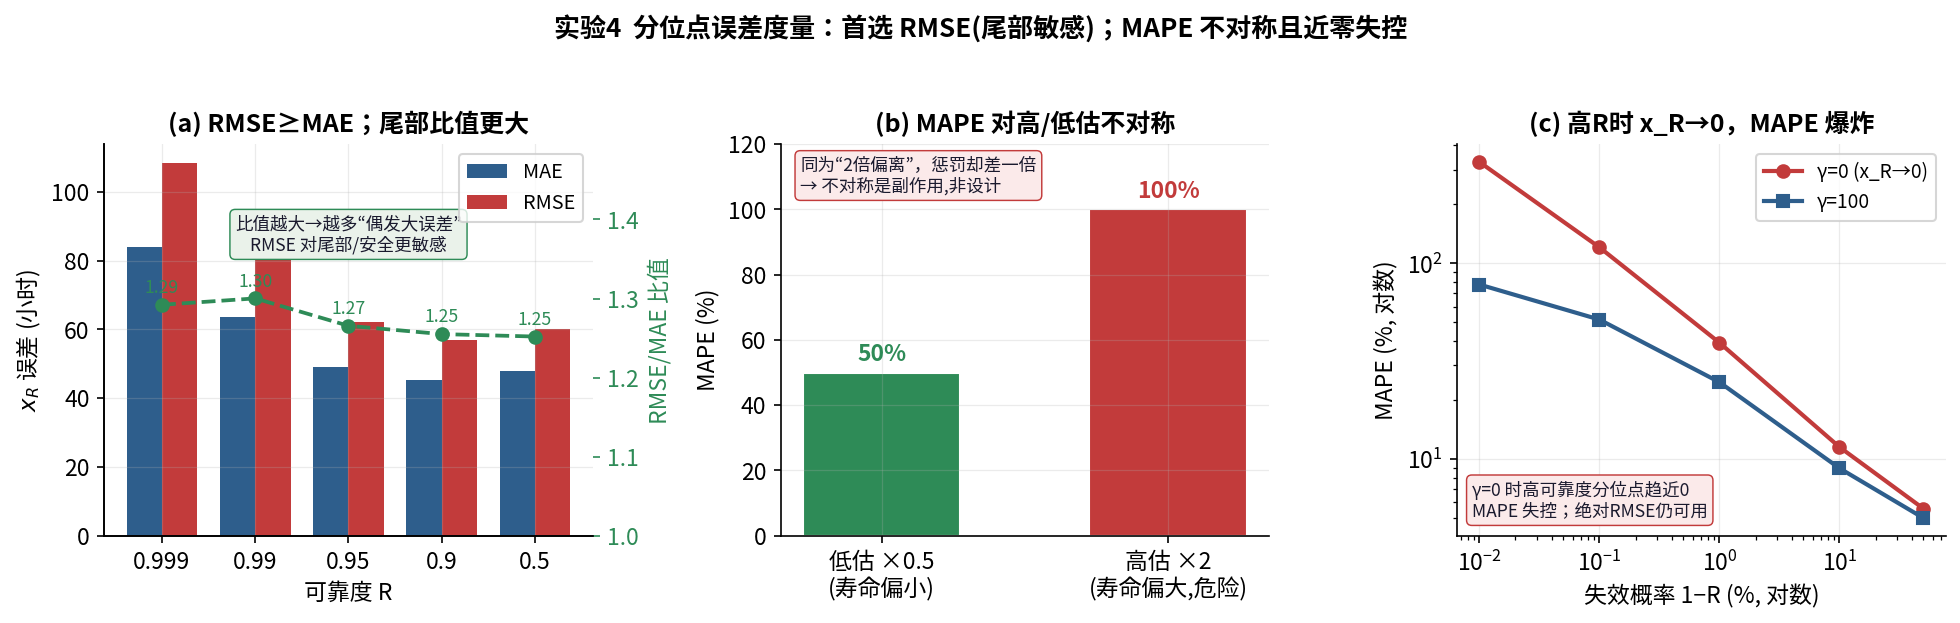 实验4 分位点误差度量：首选 RMSE(尾部敏感)；MAPE 不对称且近零失控
(a) RMSE≥MAE；尾部比值更大
MAE
RMSE
比值越大→越多“偶发大误差”
RMSE 对尾部/安全更敏感
1.29
1.30
1.27
1.25
1.25
100
80
60
40
20
0
x_R 误差 (小时)
1.4
1.3
1.2
1.1
1.0
RMSE/MAE 比值
0.999 0.99 0.95 0.9 0.5
可靠度 R
(b) MAPE 对高/低估不对称
同为“2倍偏离”，惩罚却差一倍
→ 不对称是副作用,非设计
50%
100%
120
100
80
60
40
20
0
MAPE (%)
低估 ×0.5
(寿命偏小)
高估 ×2
(寿命偏大,危险)
(c) 高R时 x_R→0，MAPE 爆炸
γ=0 (x_R→0)
γ=100
γ=0 时高可靠度分位点趋近0
MAPE 失控；绝对RMSE仍可用
10²
10¹
MAPE (%, 对数)
10⁻² 10⁻¹ 10⁰ 10¹
失效概率 1−R (%, 对数)